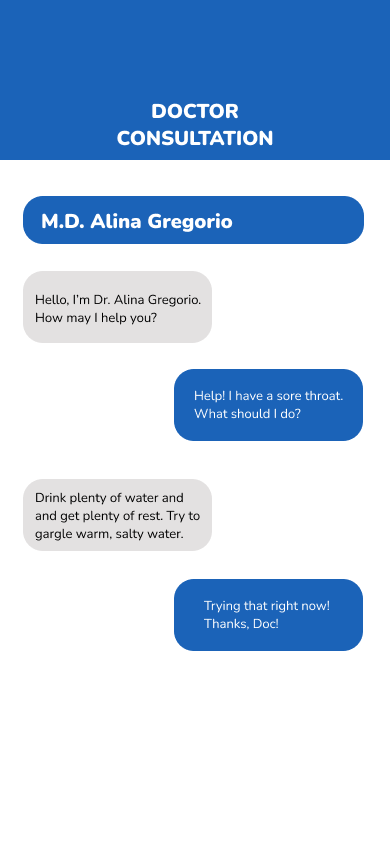 DOCTOR
CONSULTATION
M.D. Alina Gregorio
Hello, I'm Dr. Alina Gregorio.
How may I help you?
Help! I have a sore throat.
What should I do?
Drink plenty of water and
and get plenty of rest. Try to
gargle warm, salty water.
Trying that right now!
Thanks, Doc!